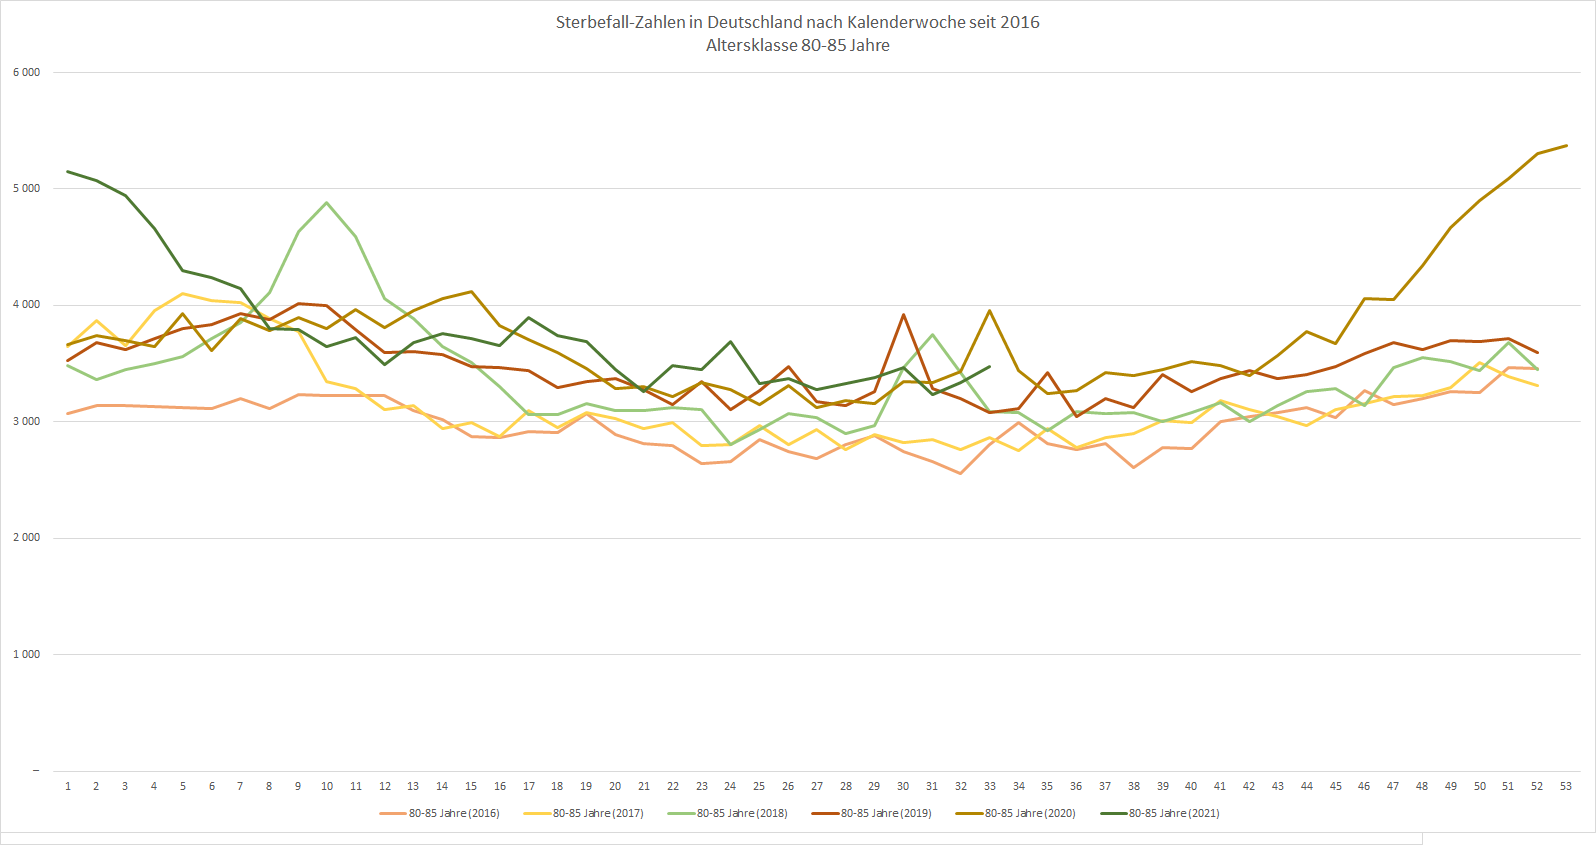 Sterbefall-Zahlen in Deutschland nach Kalenderwoche seit 2016
Altersklasse 80-85 Jahre
6 000
5 000
4 000
3 000
2 000
1 000
–
1 2 3 4 5 6 7 8 9 10 11 12 13 14 15 16 17 18 19 20 21 22 23 24 25 26 27 28 29 30 31 32 33 34 35 36 37 38 39 40 41 42 43 44 45 46 47 48 49 50 51 52 53
80-85 Jahre (2016) 80-85 Jahre (2017) 80-85 Jahre (2018) 80-85 Jahre (2019) 80-85 Jahre (2020) 80-85 Jahre (2021)